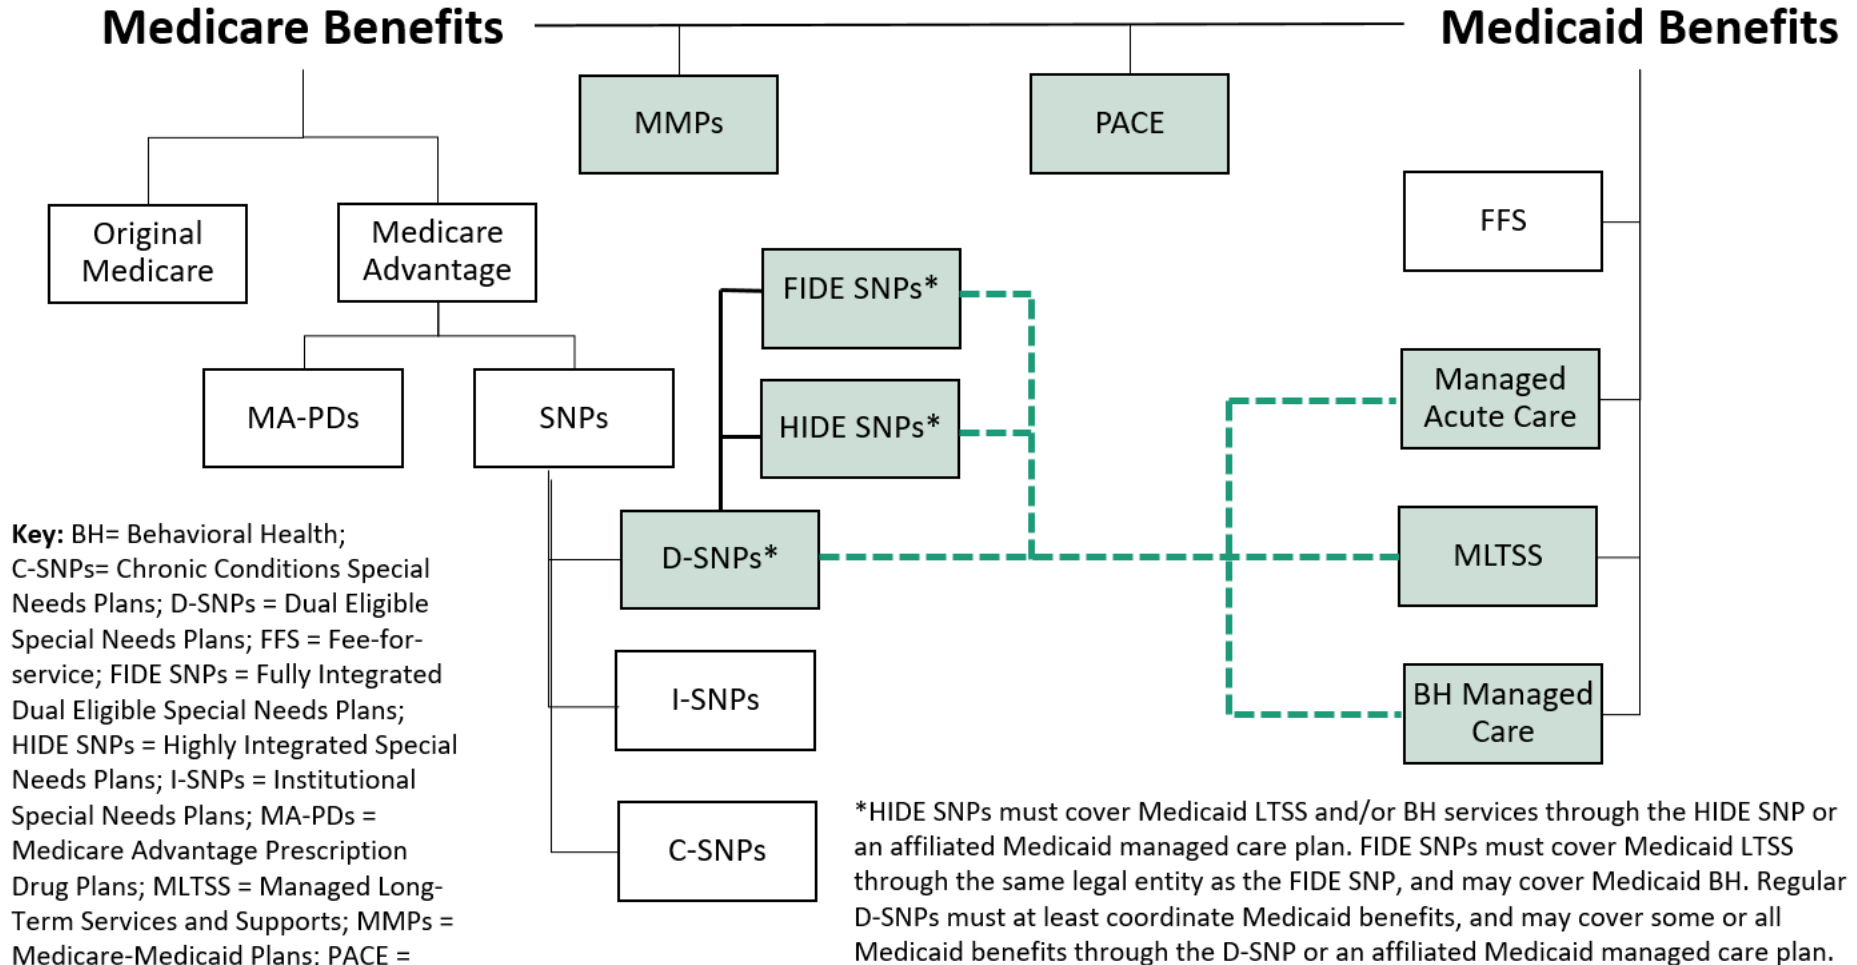 Medicare Benefits
Medicaid Benefits
MMPs
PACE
Original
Medicare
Medicare
Advantage
FFS
FIDE SNPs*
MA-PDs
SNPs
HIDE SNPs*
Managed
Acute Care
D-SNPs*
MLTSS
I-SNPs
BH Managed
Care
C-SNPs
Key: BH= Behavioral Health;
C-SNPs= Chronic Conditions Special
Needs Plans; D-SNPs = Dual Eligible
Special Needs Plans; FFS = Fee-for-
service; FIDE SNPs = Fully Integrated
Dual Eligible Special Needs Plans;
HIDE SNPs = Highly Integrated Special
Needs Plans; I-SNPs = Institutional
Special Needs Plans; MA-PDs =
Medicare Advantage Prescription
Drug Plans; MLTSS = Managed Long-
Term Services and Supports; MMPs =
Medicare-Medicaid Plans; PACE =
*HIDE SNPs must cover Medicaid LTSS and/or BH services through the HIDE SNP or
an affiliated Medicaid managed care plan. FIDE SNPs must cover Medicaid LTSS
through the same legal entity as the FIDE SNP, and may cover Medicaid BH. Regular
D-SNPs must at least coordinate Medicaid benefits, and may cover some or all
Medicaid benefits through the D-SNP or an affiliated Medicaid managed care plan.